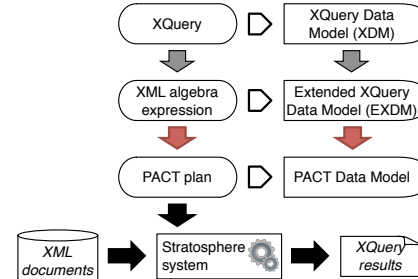 XQuery
XQuery Data
Model (XDM)
XML algebra
expression
Extended XQuery
Data Model (EXDM)
PACT plan
PACT Data Model
XML
documents
Stratosphere
system
XQuery
results